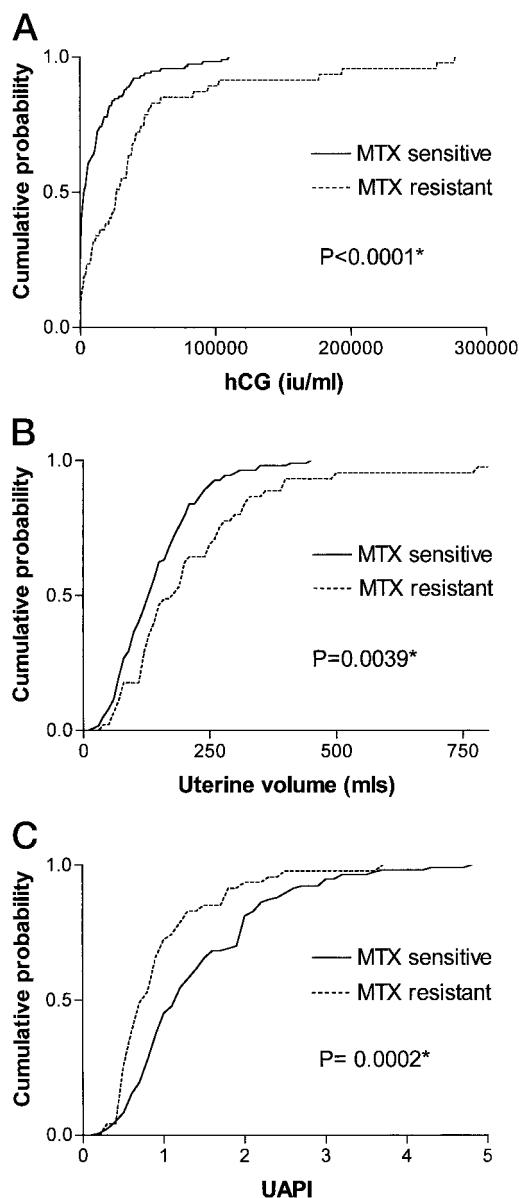 A
Cumulative probability
1.0
0.5
0.0
MTX sensitive
MTX resistant
P<0.0001*
0 100000 200000 300000
hCG (iu/ml)
B
Cumulative probability
1.0
0.5
0.0
MTX sensitive
MTX resistant
P=0.0039*
0 250 500 750
Uterine volume (mls)
C
Cumulative probability
1.0
0.5
0.0
MTX sensitive
MTX resistant
P= 0.0002*
0 1 2 3 4 5
UAPI